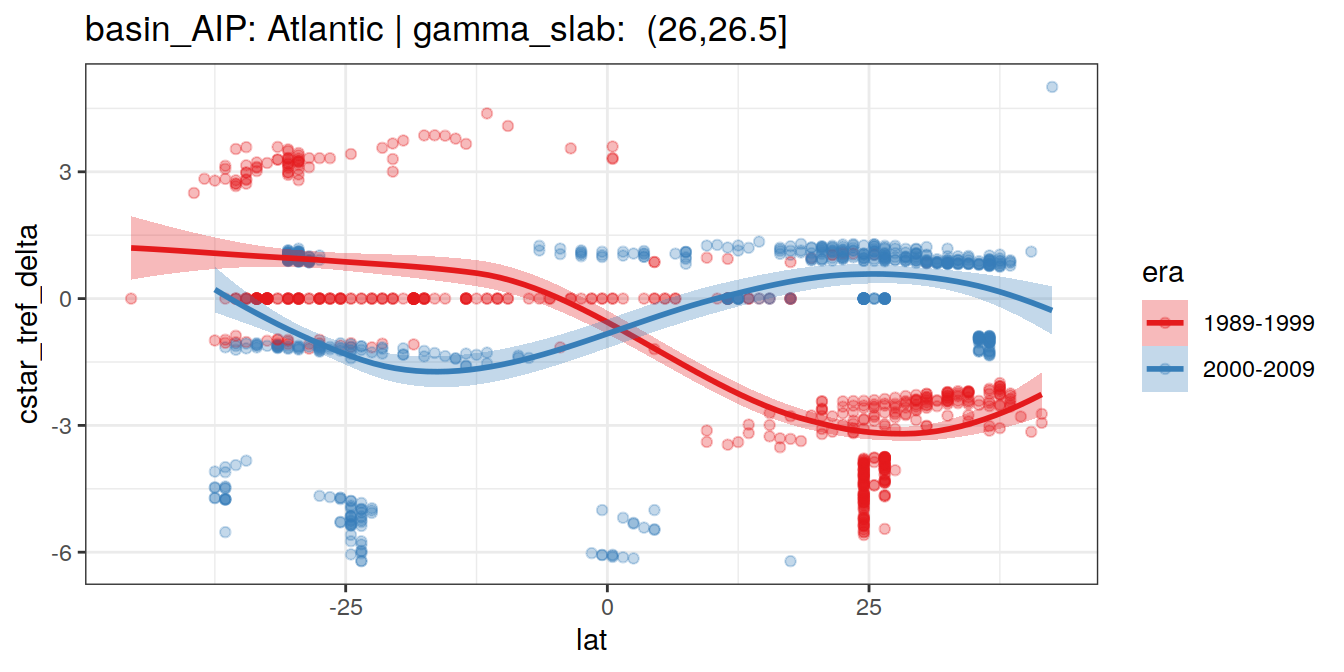 basin_AIP: Atlantic | gamma_slab:  (26,26.5]
cstar_tref_delta
3
0
-3
-6
-25
0
25
lat
era
1989-1999
2000-2009